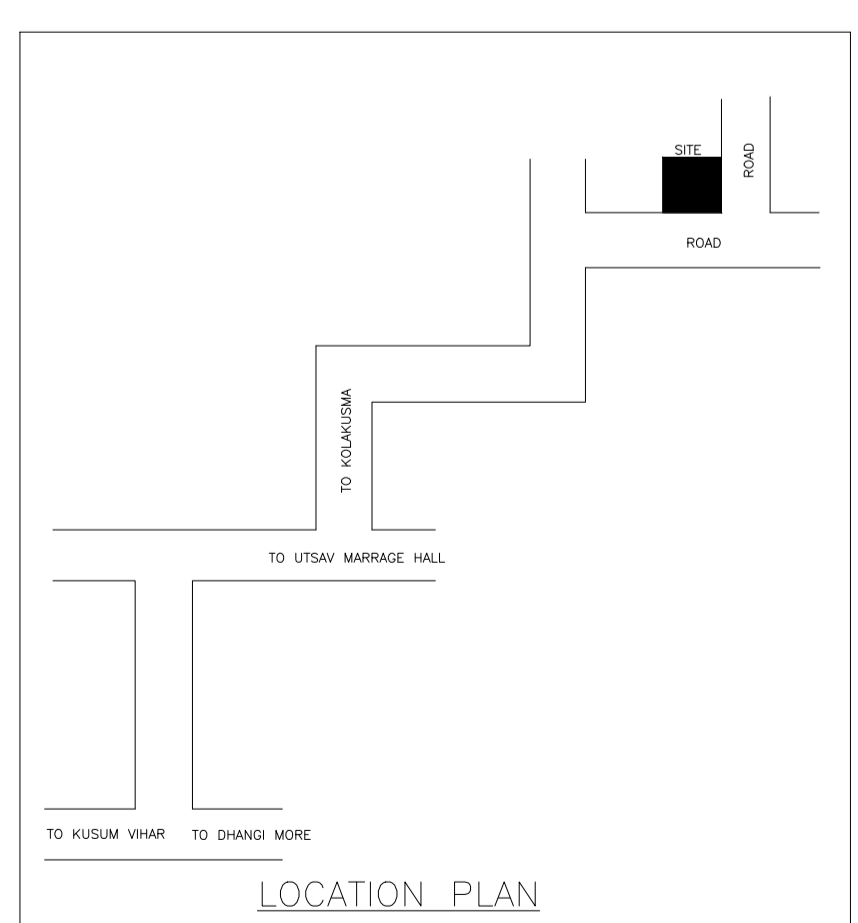 SITE
ROAD
ROAD
TO KOLAKUSMA
TO UTSAV MARRAGE HALL
TO KUSUM VIHAR
TO DHANGI MORE
LOCATION PLAN